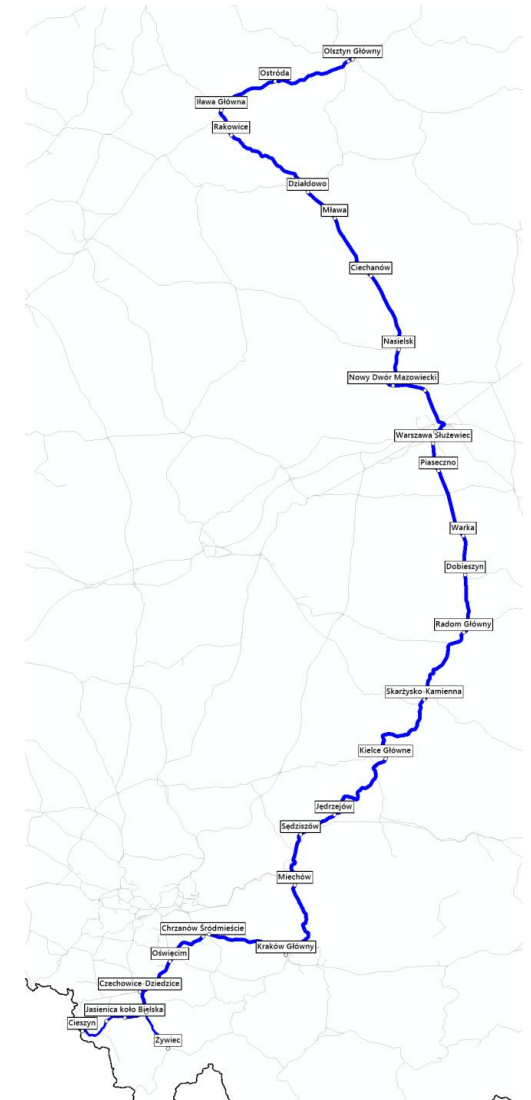 Olsztyn Główny
Ostróda
Iława Główna
Rakowice
Działdowo
Mława
Ciechanów
Nasielsk
Nowy Dwór Mazowiecki
Warszawa Służewiec
Piaseczno
Warka
Dobieszyn
Radom Główny
Skarżysko-Kamienna
Kielce Główne
Jędrzejów
Sędziszów
Miechów
Chrzanów Śródmieście
Kraków Główny
Oświęcim
Czechowice-Dziedzice
Jasienica koło Bielska
Cieszyn
Żywiec